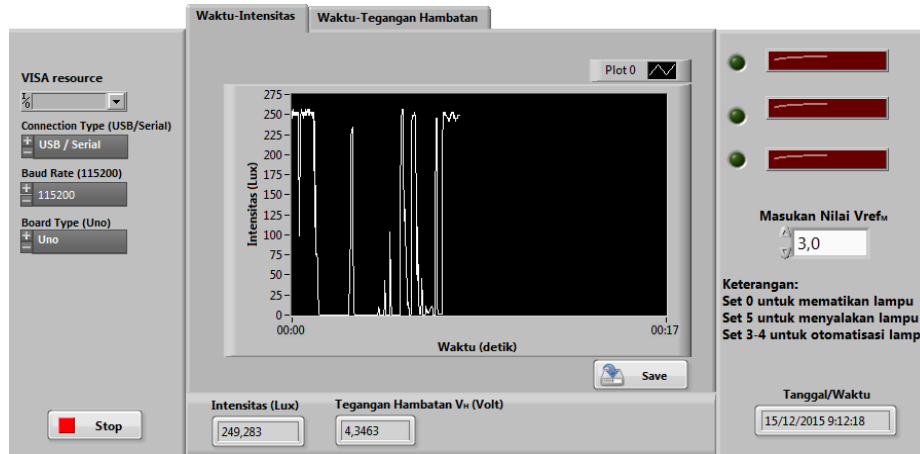 Waktu-Intensitas
Waktu-Tegangan Hambatan
VISA resource
I/O
Connection Type (USB/Serial)
USB / Serial
Baud Rate (115200)
115200
Board Type (Uno)
Uno
Stop
Plot 0
Intensitas (Lux)
275
250
225
200
175
150
125
100
75
50
25
0
00:00
00:17
Waktu (detik)
Save
Intensitas (Lux)
249,283
Tegangan Hambatan VH (Volt)
4,3463
Masukan Nilai VrefM
3,0
Keterangan:
Set 0 untuk mematikan lampu
Set 5 untuk menyalakan lampu
Set 3-4 untuk otomatisasi lamp
Tanggal/Waktu
15/12/2015 9:12:18